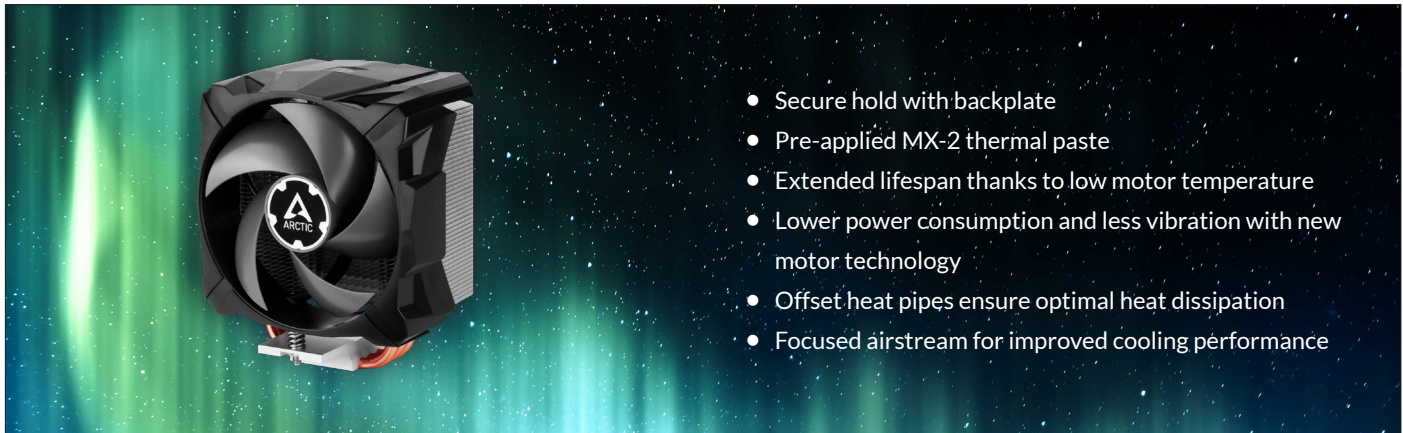 ARCTIC
Secure hold with backplate
Pre-applied MX-2 thermal paste
Extended lifespan thanks to low motor temperature
Lower power consumption and less vibration with new
motor technology
Offset heat pipes ensure optimal heat dissipation
Focused airstream for improved cooling performance